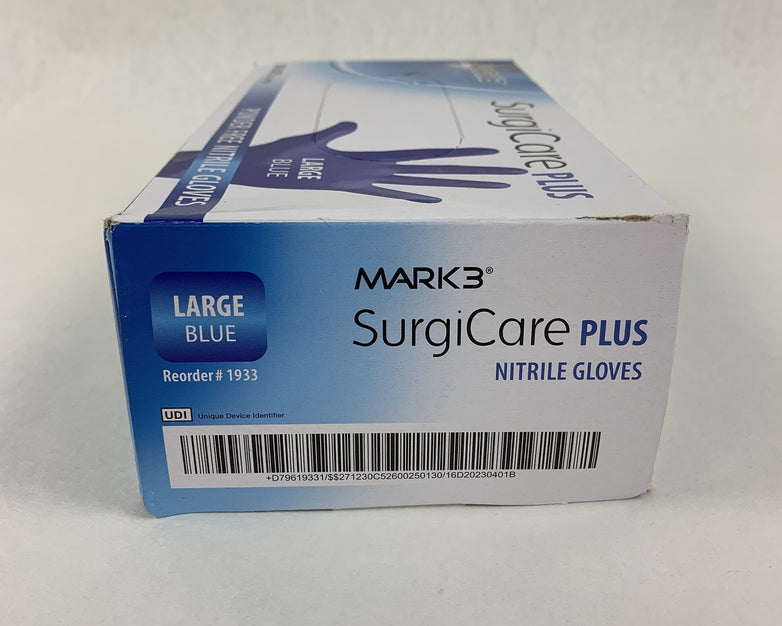 SurgiCare PLUS
POWDER FREE NITRILE GLOVES
LARGE
BLUE
LARGE
BLUE
Reorder# 1933
MARK3®
SurgiCare PLUS
NITRILE GLOVES
UDI Unique Device Identifier
+D79619331/$$271230C52600250130/16D20230401B